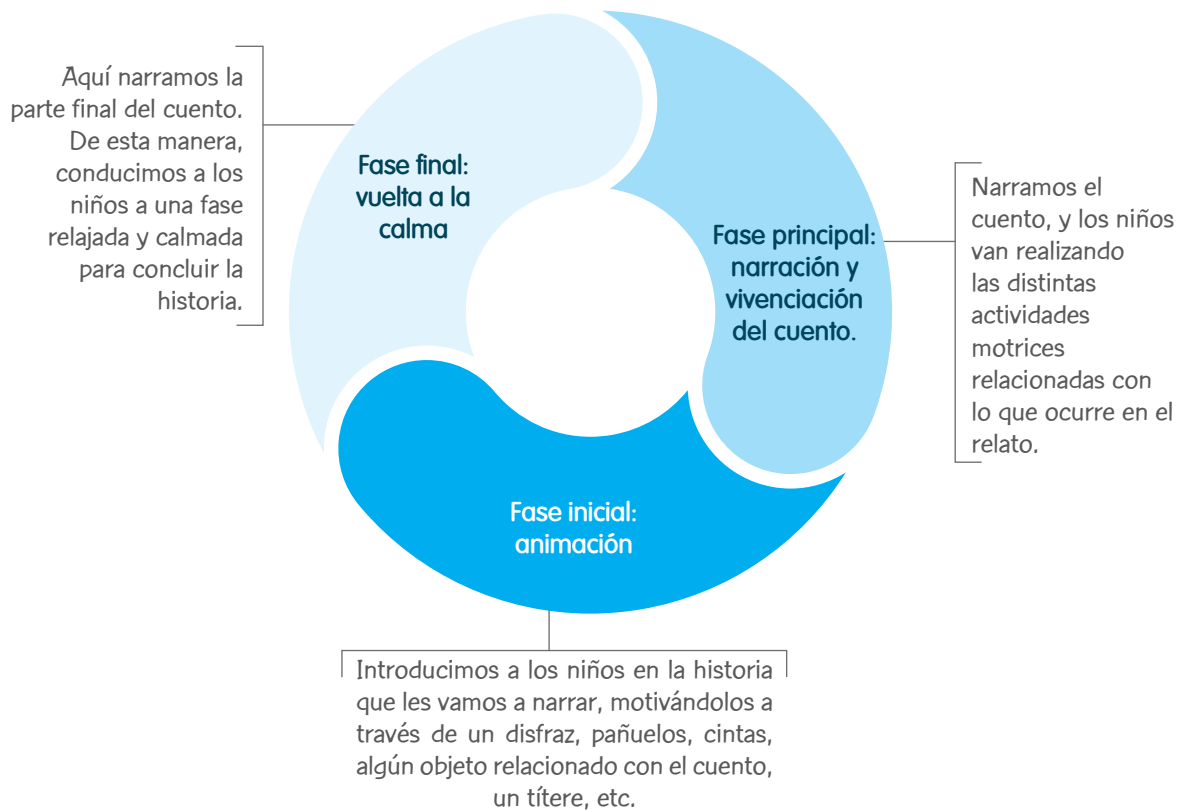 Aquí narramos la
parte final del cuento.
De esta manera,
conducimos a los
niños a una fase
relajada y calmada
para concluir la
historia.
Fase final:
vuelta a la
calma
Fase principal:
narración y
vivenciación
del cuento.
Narramos el
cuento, y los niños
van realizando
las distintas
actividades
motrices
relacionadas con
lo que ocurre en el
relato.
Fase inicial:
animación
Introducimos a los niños en la historia
que les vamos a narrar, motivándolos a
través de un disfraz, pañuelos, cintas,
algún objeto relacionado con el cuento,
un títere, etc.